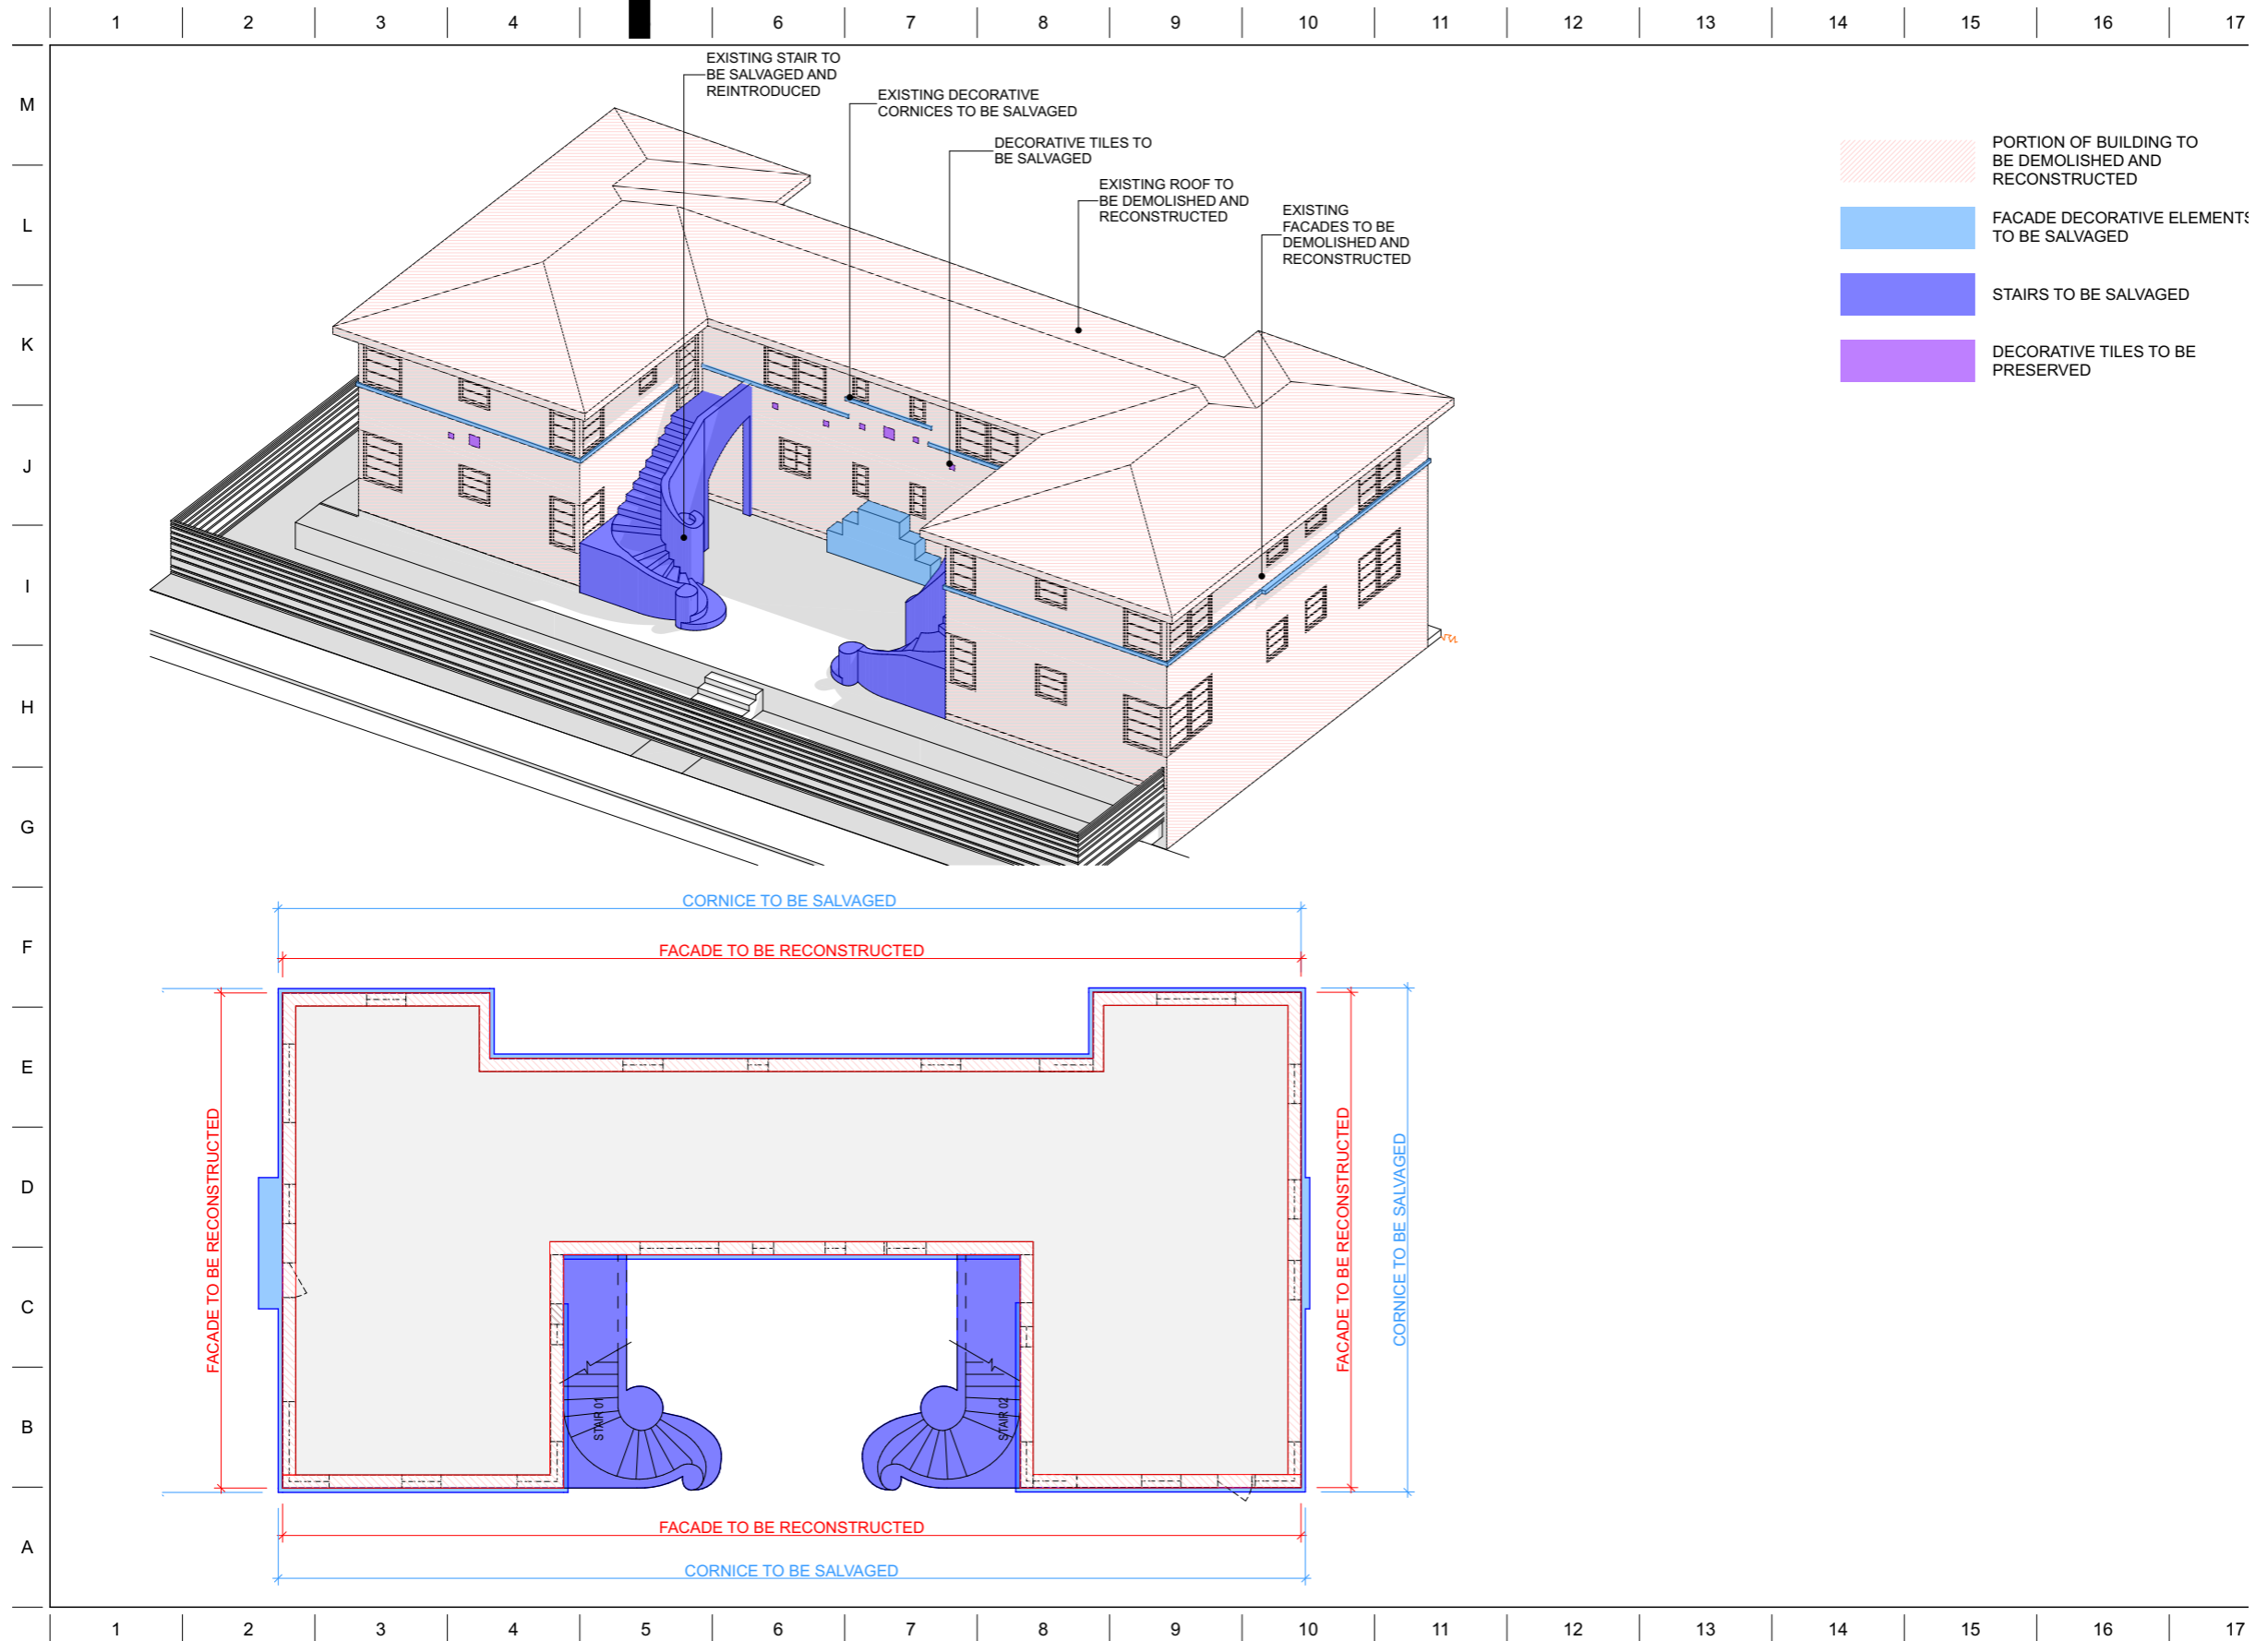 1 2 3 4 6 7 8 9 10 11 12 13 14 15 16 17
M
L
K
J
I
H
G
F
E
D
C
B
A
EXISTING STAIR TO
BE SALVAGED AND
REINTRODUCED
EXISTING DECORATIVE
CORNICES TO BE SALVAGED
DECORATIVE TILES TO
BE SALVAGED
EXISTING ROOF TO
BE DEMOLISHED AND
RECONSTRUCTED
EXISTING
FACADES TO BE
DEMOLISHED AND
RECONSTRUCTED
PORTION OF BUILDING TO
BE DEMOLISHED AND
RECONSTRUCTED
FACADE DECORATIVE ELEMENTS
TO BE SALVAGED
STAIRS TO BE SALVAGED
DECORATIVE TILES TO BE
PRESERVED
CORNICE TO BE SALVAGED
FACADE TO BE RECONSTRUCTED
FACADE TO BE RECONSTRUCTED
FACADE TO BE RECONSTRUCTED
CORNICE TO BE SALVAGED
STAIR 01
STAIR 02
FACADE TO BE RECONSTRUCTED
CORNICE TO BE SALVAGED
1 2 3 4 5 6 7 8 9 10 11 12 13 14 15 16 17